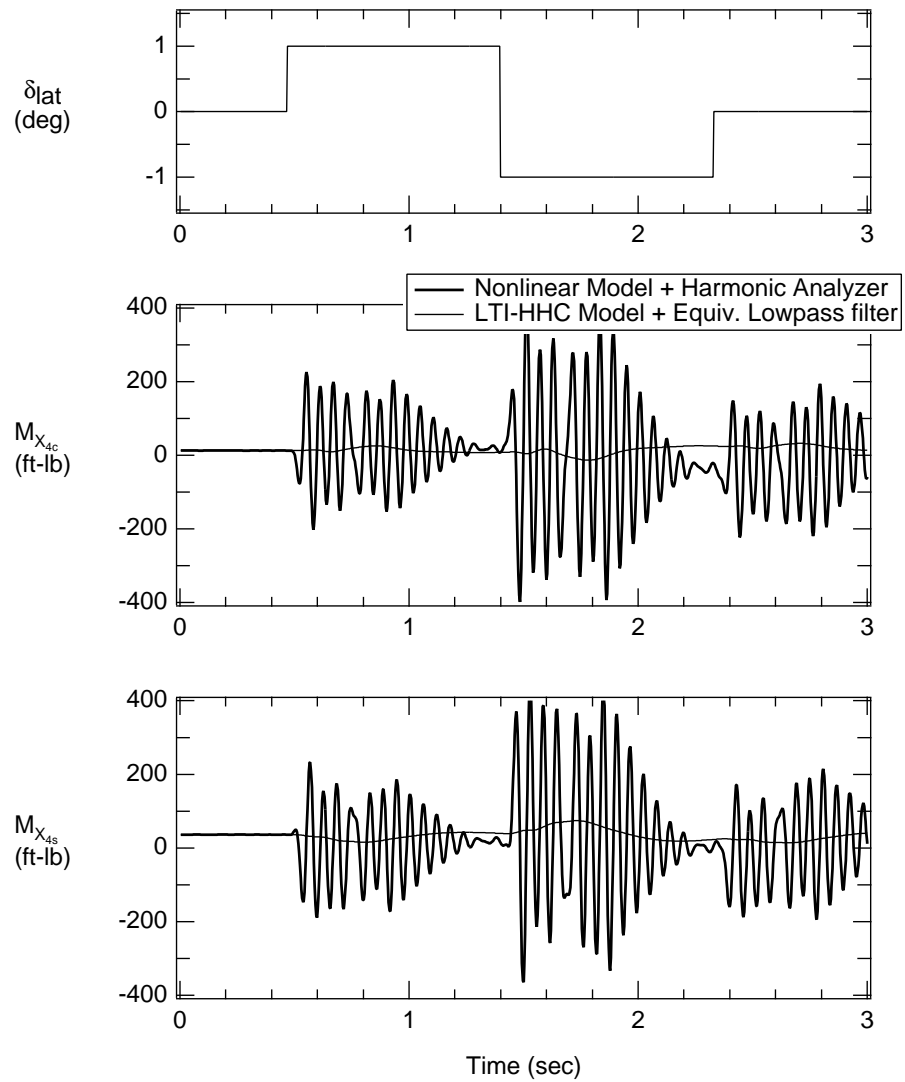 1
0
-1
δlat
(deg)
0 1 2 3
Nonlinear Model + Harmonic Analyzer
LTI-HHC Model + Equiv. Lowpass filter
400
200
0
-200
-400
MX4c
(ft-lb)
0 1 2 3
400
200
0
-200
-400
MX4s
(ft-lb)
0 1 2 3
Time (sec)